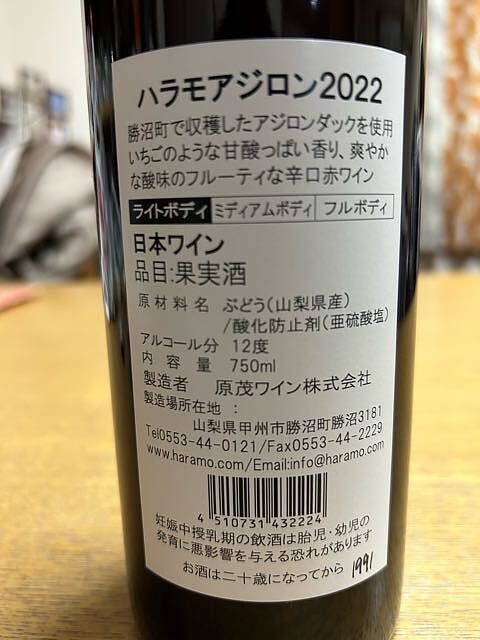 ハラモアジロン2022
勝沼町で収穫したアジロンダックを使用
いちごのような甘酸っぱい香り、爽やか
な酸味のフルーティな辛口赤ワイン
ライトボディ ミディアムボディ フルボディ
日本ワイン
品目:果実酒
原材料名 ぶどう(山梨県産)
/酸化防止剤(亜硫酸塩)
アルコール分 12度
内容量 750ml
製造者 原茂ワイン株式会社
製造場所在地 :
山梨県甲州市勝沼町勝沼3181
Tel0553-44-0121/Fax0553-44-2229
www.haramo.com/Email:info@haramo.com
4 510731 432224
妊娠中授乳期の飲酒は胎児・幼児の
発育に悪影響を与える恐れがあります
お酒は二十歳になってから 1991